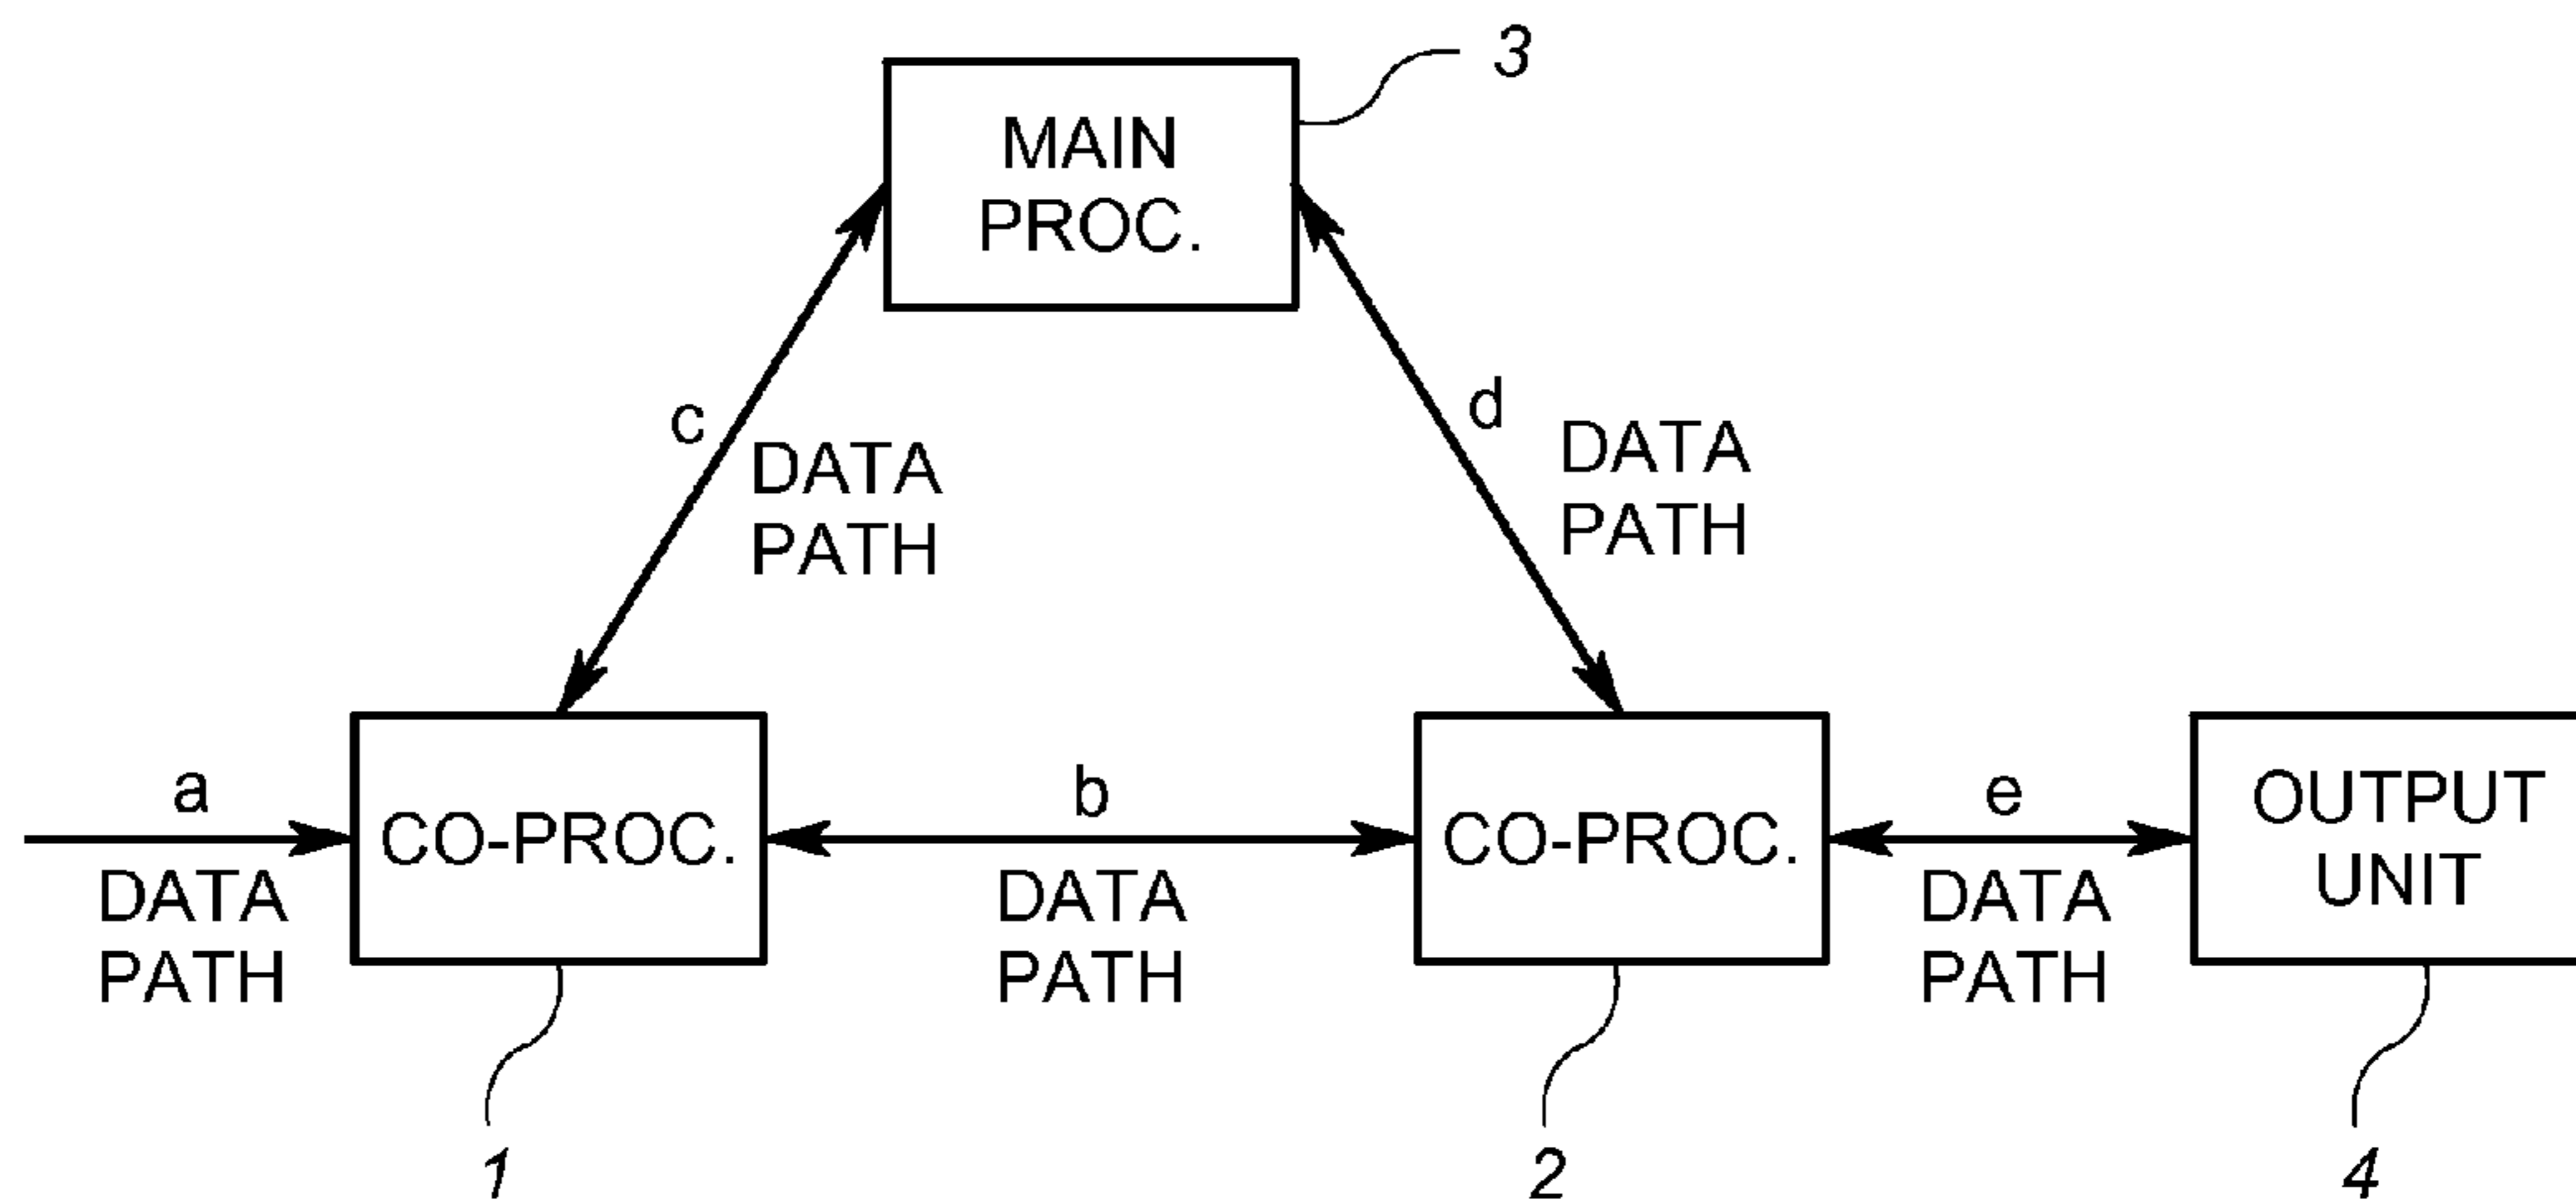 3
MAIN
PROC.
c
DATA
PATH
d
DATA
PATH
a
DATA
PATH
CO-PROC.
b
DATA
PATH
CO-PROC.
e
DATA
PATH
OUTPUT
UNIT
1
2
4